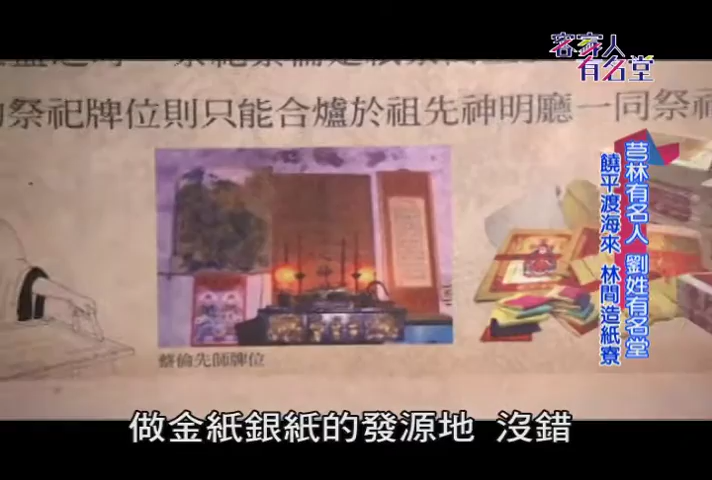 客家人
有名堂
的祭祀牌位則只能合爐於祖先神明廳一同祭祀
芎林有名人 劉姓有名堂
饒平渡海來 林間造紙寮
蔡倫先師牌位
做金紙銀紙的發源地 沒錯